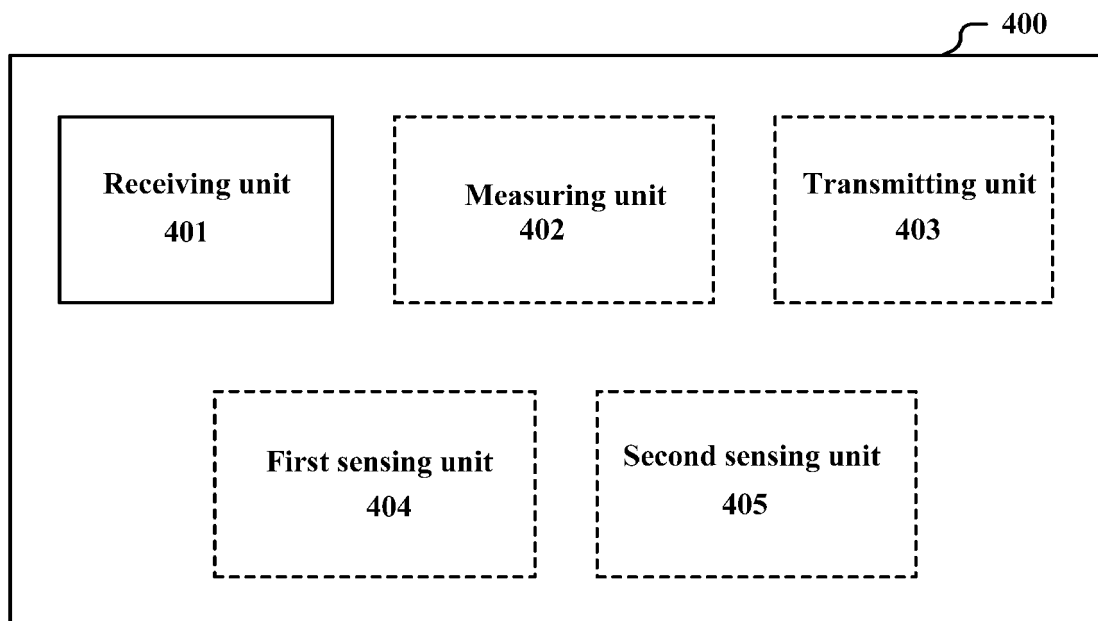 400
Receiving unit
401
Measuring unit
402
Transmitting unit
403
First sensing unit
404
Second sensing unit
405